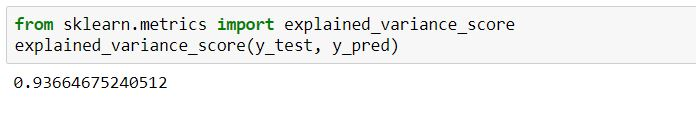 from sklearn.metrics import explained_variance_score
explained_variance_score(y_test, y_pred)
0.93664675240512